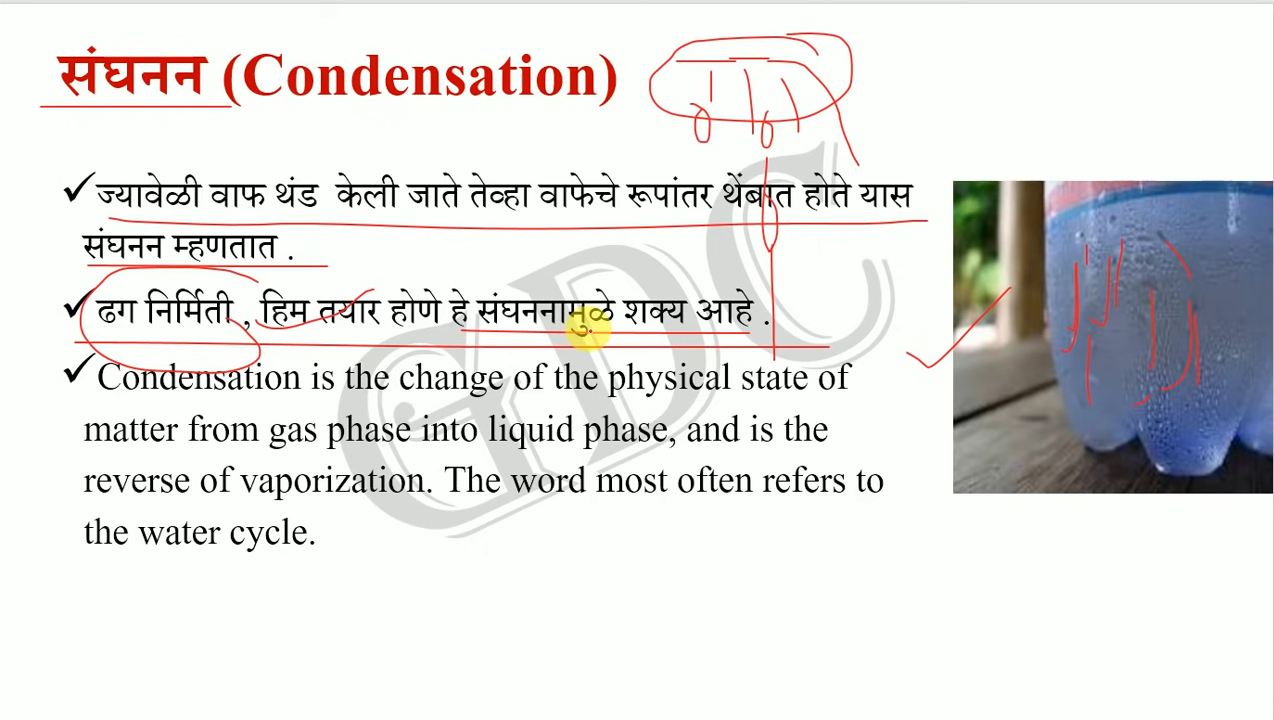 संघनन (Condensation)
✓ज्यावेळी वाफ थंड केली जाते तेव्हा वाफेचे रूपांतर थेंबात होते यास
संघनन म्हणतात .
✓ ढग निर्मिती , हिम तयार होणे हे संघननामुळे शक्य आहे .
✓Condensation is the change of the physical state of
matter from gas phase into liquid phase, and is the
reverse of vaporization. The word most often refers to
the water cycle.
GDC